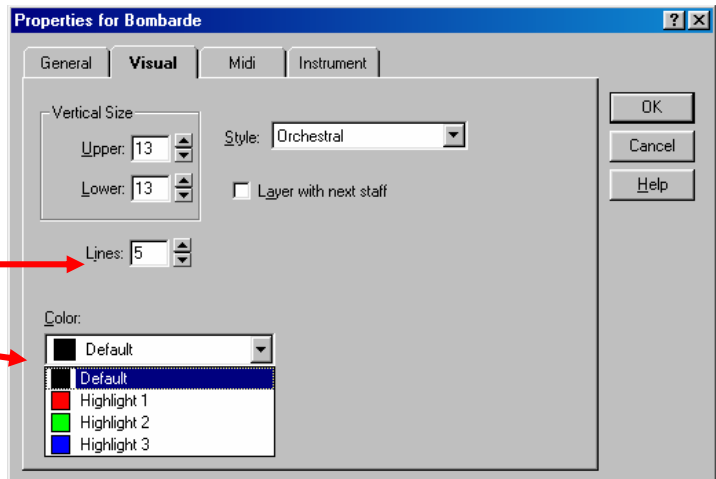 Properties for Bombarde
General Visual Midi Instrument
Vertical Size
Upper: 13
Lower: 13
Style: Orchestral
Layer with next staff
Lines: 5
Color:
Default
Default
Highlight 1
Highlight 2
Highlight 3
OK
Cancel
Help